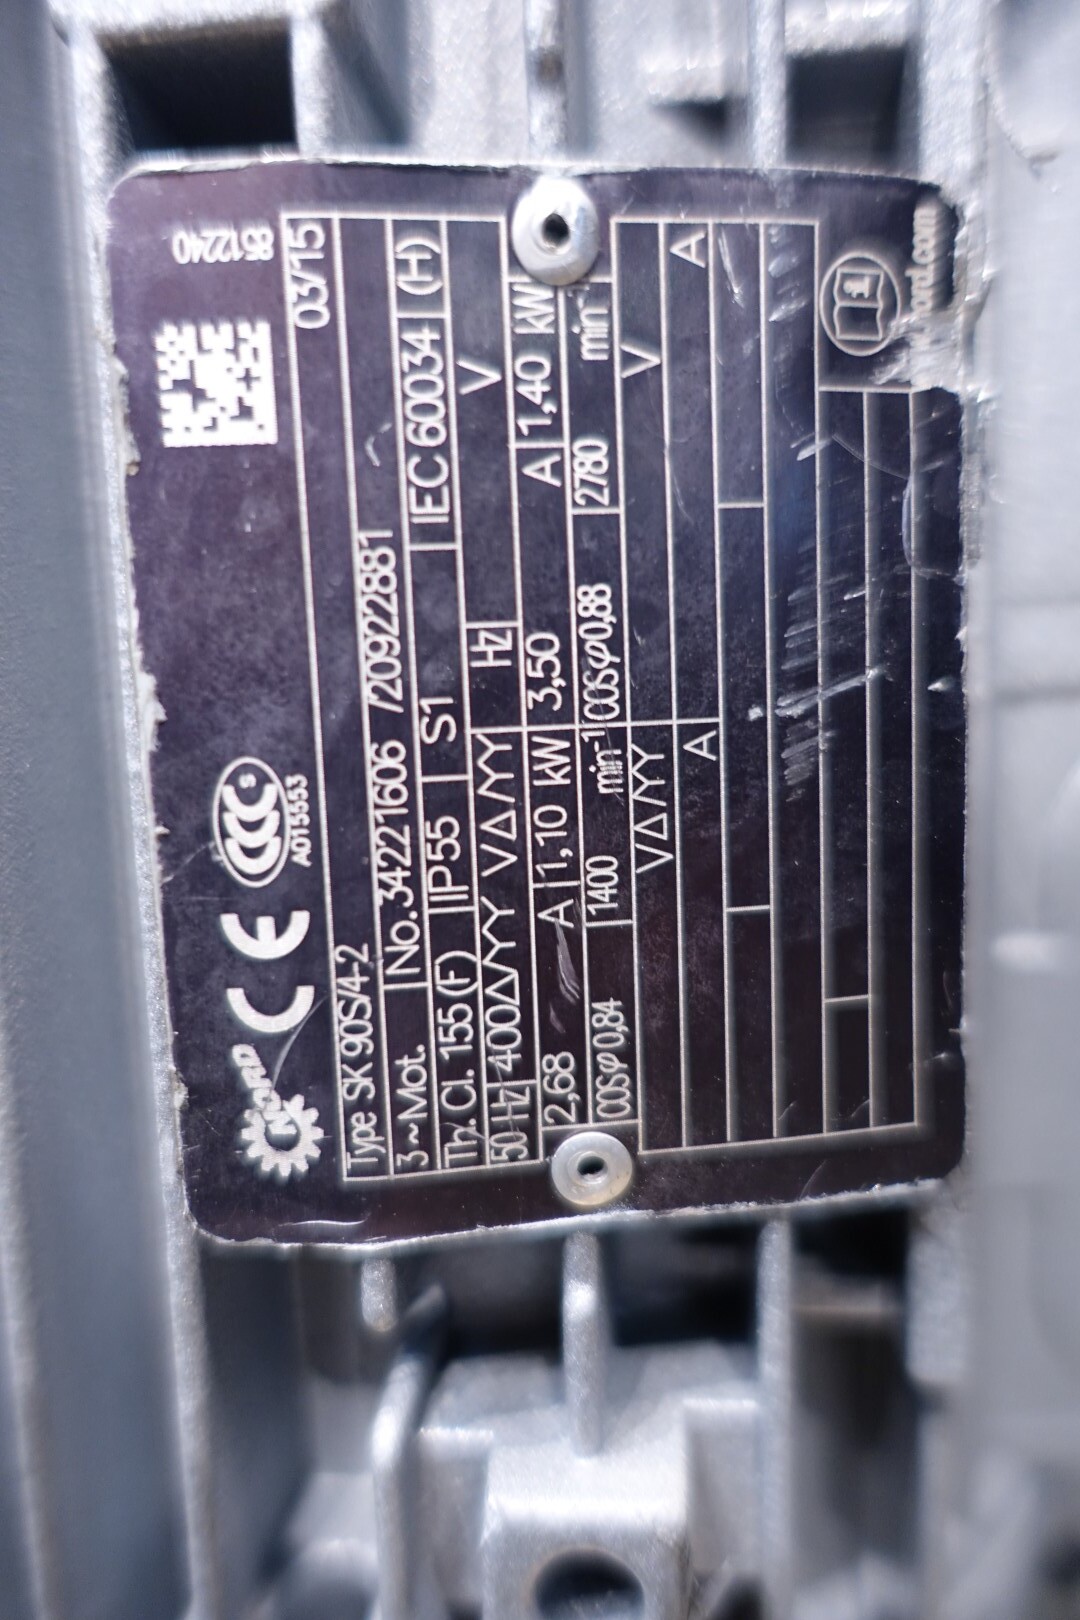 NORD CE CCC S
A015553
8512240
Type SK 90S/4-2 03/15
3~Mot. No. 34221606 /20922881
Th. Cl. 155 (F) IP55 S1 IEC 60034 (H)
50 Hz 400Δ/YY VΔ/YY Hz V
2,68 A 1,10 kW 3,50 A 1,40 kW
cosφ 0,84 1400 min⁻¹ cosφ 0,88 2780 min⁻¹
VΔ/YY V
A A
i